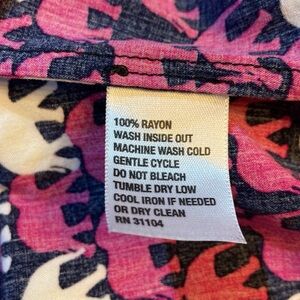 100% RAYON
WASH INSIDE OUT
MACHINE WASH COLD
GENTLE CYCLE
DO NOT BLEACH
TUMBLE DRY LOW
COOL IRON IF NEEDED
OR DRY CLEAN
RN 31104